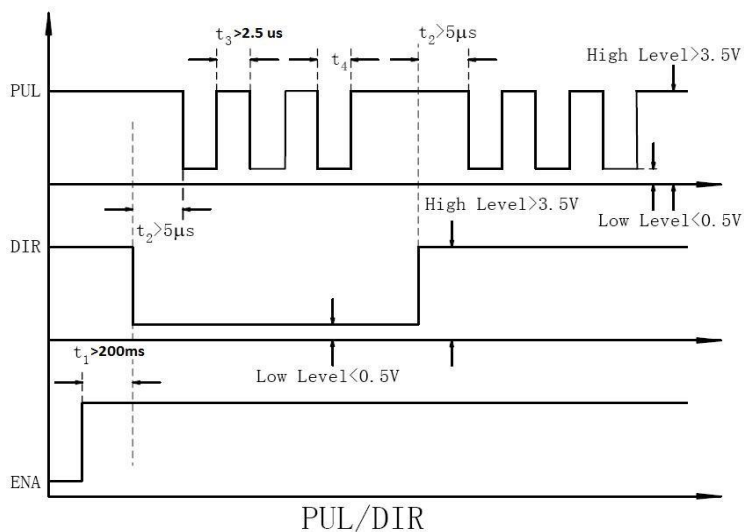 t3>2.5 us
t4
t2>5μs
High Level>3.5V
PUL
t2>5μs
High Level>3.5V
Low Level<0.5V
DIR
t1>200ms
Low Level<0.5V
ENA
PUL/DIR